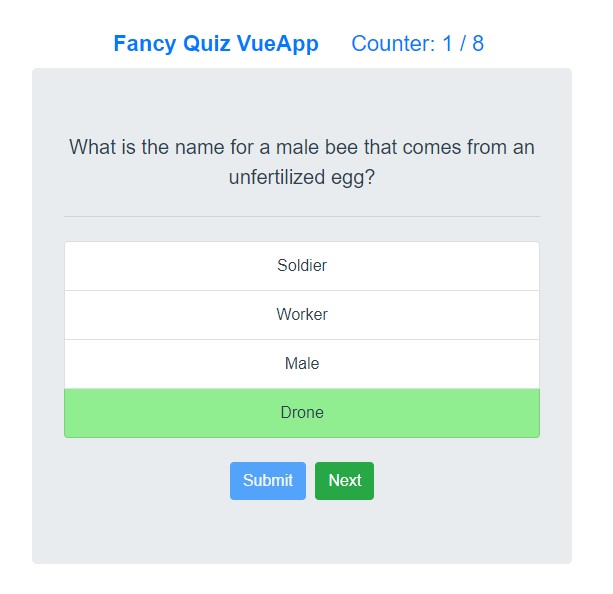 Fancy Quiz VueApp Counter: 1 / 8
What is the name for a male bee that comes from an
unfertilized egg?
Soldier
Worker
Male
Drone
Submit Next